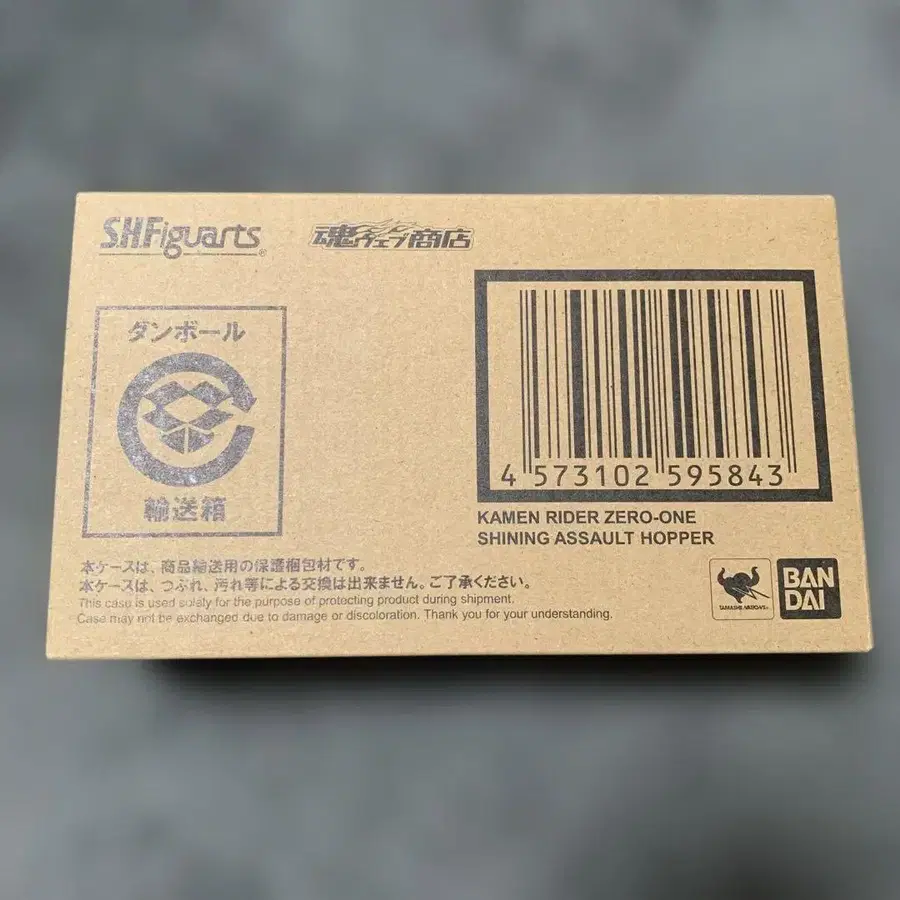 S.H.Figuarts
魂ウェブ商店
ダンボール
輸送箱
4 573102 595843
KAMEN RIDER ZERO-ONE
SHINING ASSAULT HOPPER
本ケースは、商品輸送用の保護梱包材です。
本ケースは、つぶれ、汚れ等による交換は出来ません。ご了承ください。
This case is used solely for the purpose of protecting product during shipment.
Case may not be exchanged due to damage or discoloration. Thank you for your understanding.
TAMASHII NATIONS
BAN
DAI